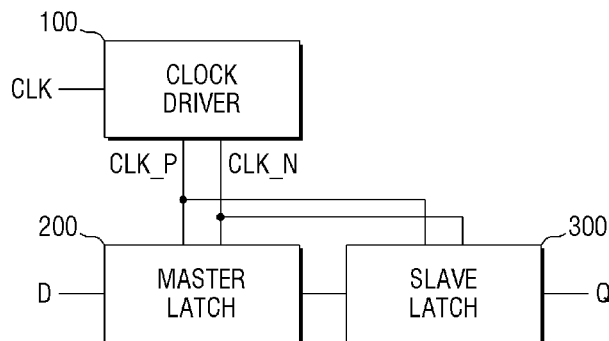 100
CLK
CLOCK
DRIVER
CLK_P
CLK_N
200
300
D
MASTER
LATCH
SLAVE
LATCH
Q